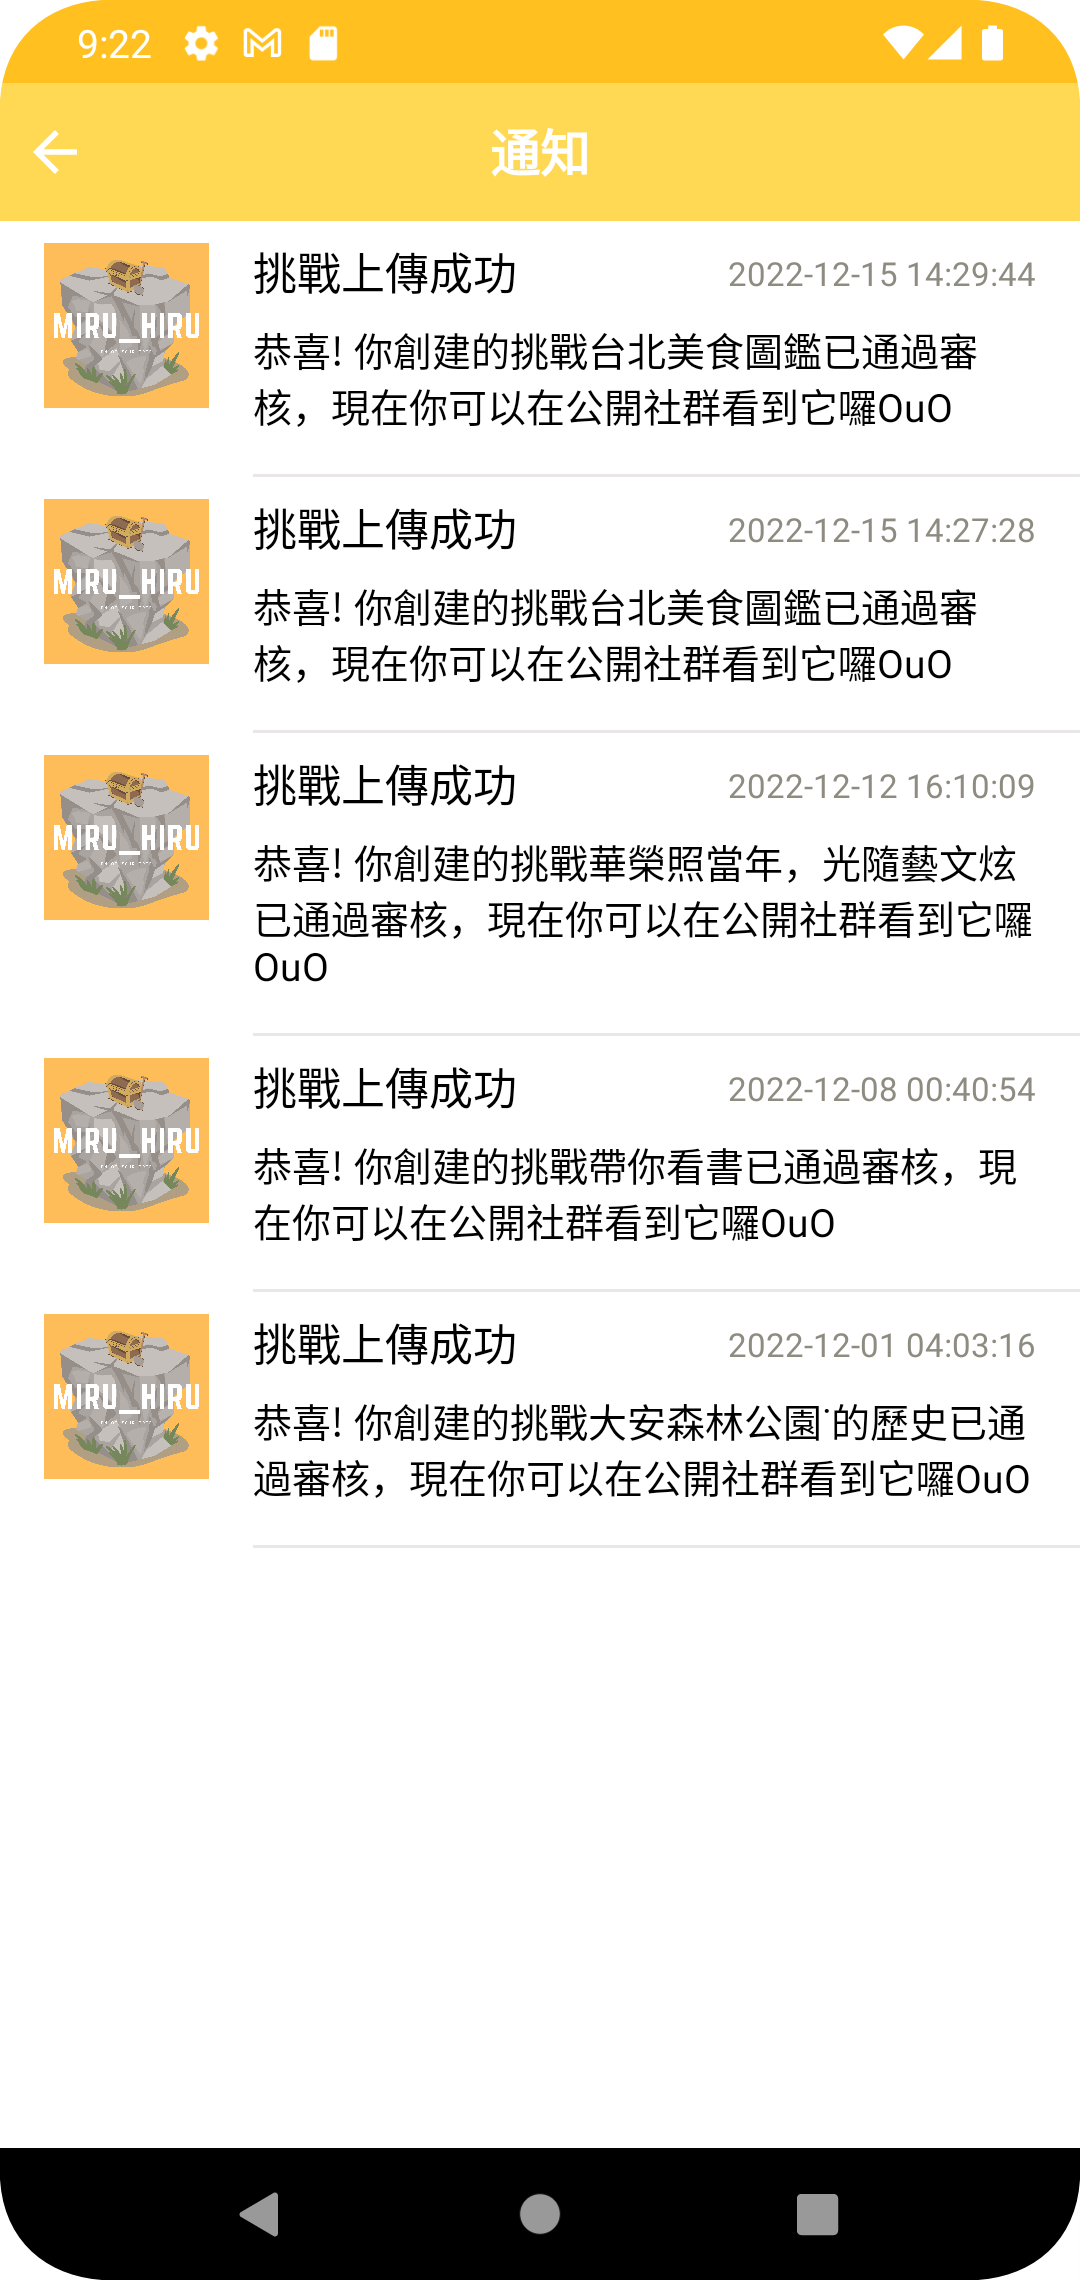 9:22
通知
挑戰上傳成功 2022-12-15 14:29:44
MIRU_HIRU
恭喜! 你創建的挑戰台北美食圖鑑已通過審
核，現在你可以在公開社群看到它囉OuO
挑戰上傳成功 2022-12-15 14:27:28
MIRU_HIRU
恭喜! 你創建的挑戰台北美食圖鑑已通過審
核，現在你可以在公開社群看到它囉OuO
挑戰上傳成功 2022-12-12 16:10:09
MIRU_HIRU
恭喜! 你創建的挑戰華榮照當年，光隨藝文炫
已通過審核，現在你可以在公開社群看到它囉
OuO
挑戰上傳成功 2022-12-08 00:40:54
MIRU_HIRU
恭喜! 你創建的挑戰帶你看書已通過審核，現
在你可以在公開社群看到它囉OuO
挑戰上傳成功 2022-12-01 04:03:16
MIRU_HIRU
恭喜! 你創建的挑戰大安森林公園˙的歷史已通
過審核，現在你可以在公開社群看到它囉OuO